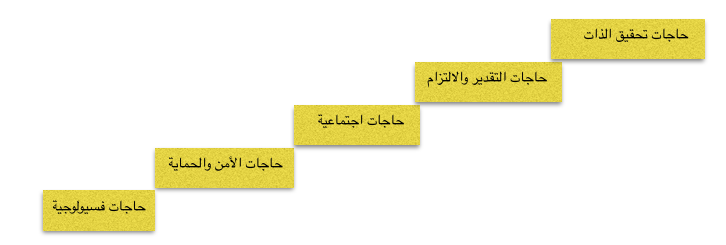 حاجات تحقيق الذات
حاجات التقدير والالتزام
حاجات اجتماعية
حاجات الأمن والحماية
حاجات فسيولوجية